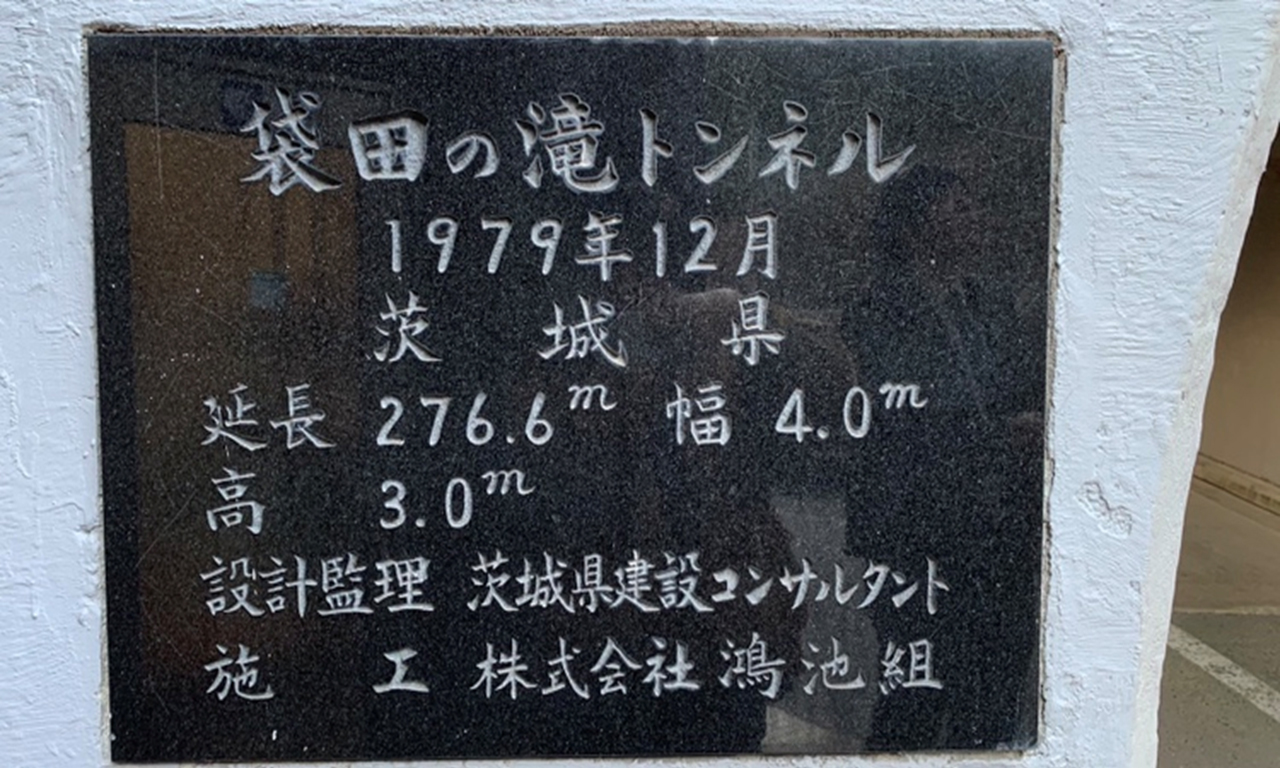 袋田の滝トンネル
1979年12月
茨城県
延長 276.6m 幅 4.0m
高 3.0m
設計監理 茨城県建設コンサルタント
施工 株式会社 鴻池組